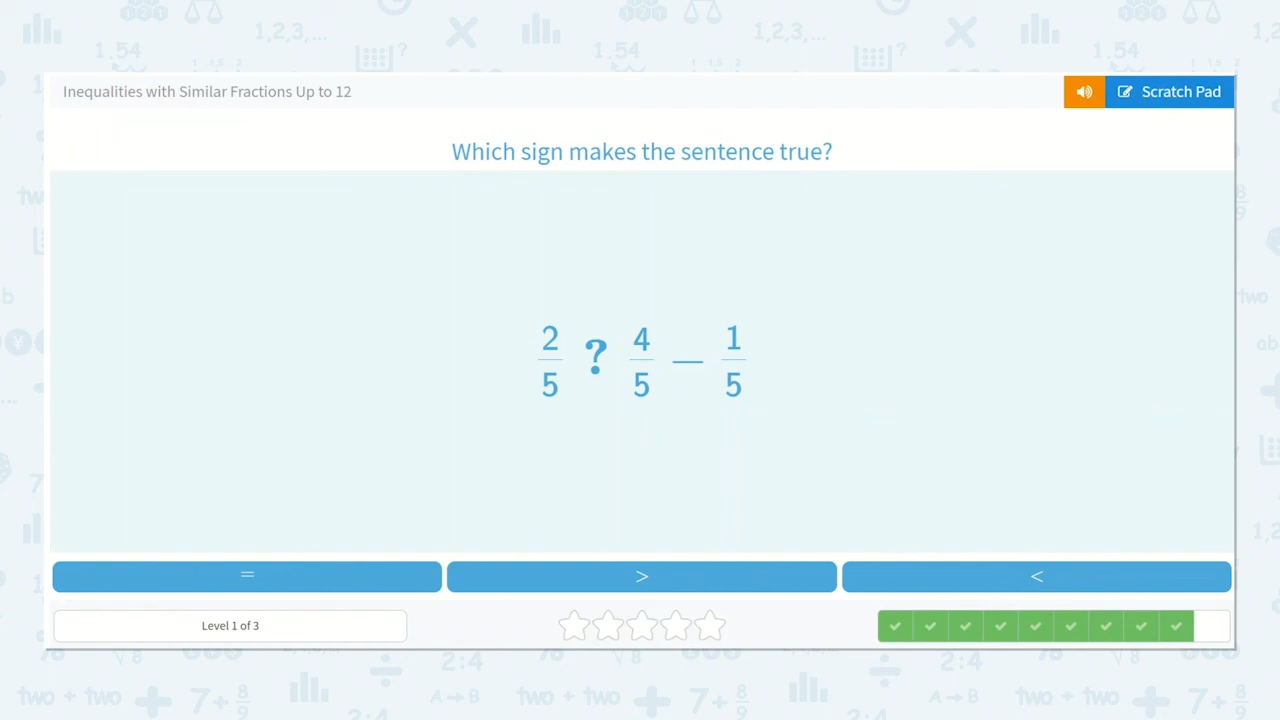 Inequalities with Similar Fractions Up to 12
Scratch Pad
Which sign makes the sentence true?
2/5 ? 4/5 − 1/5
=
>
<
Level 1 of 3